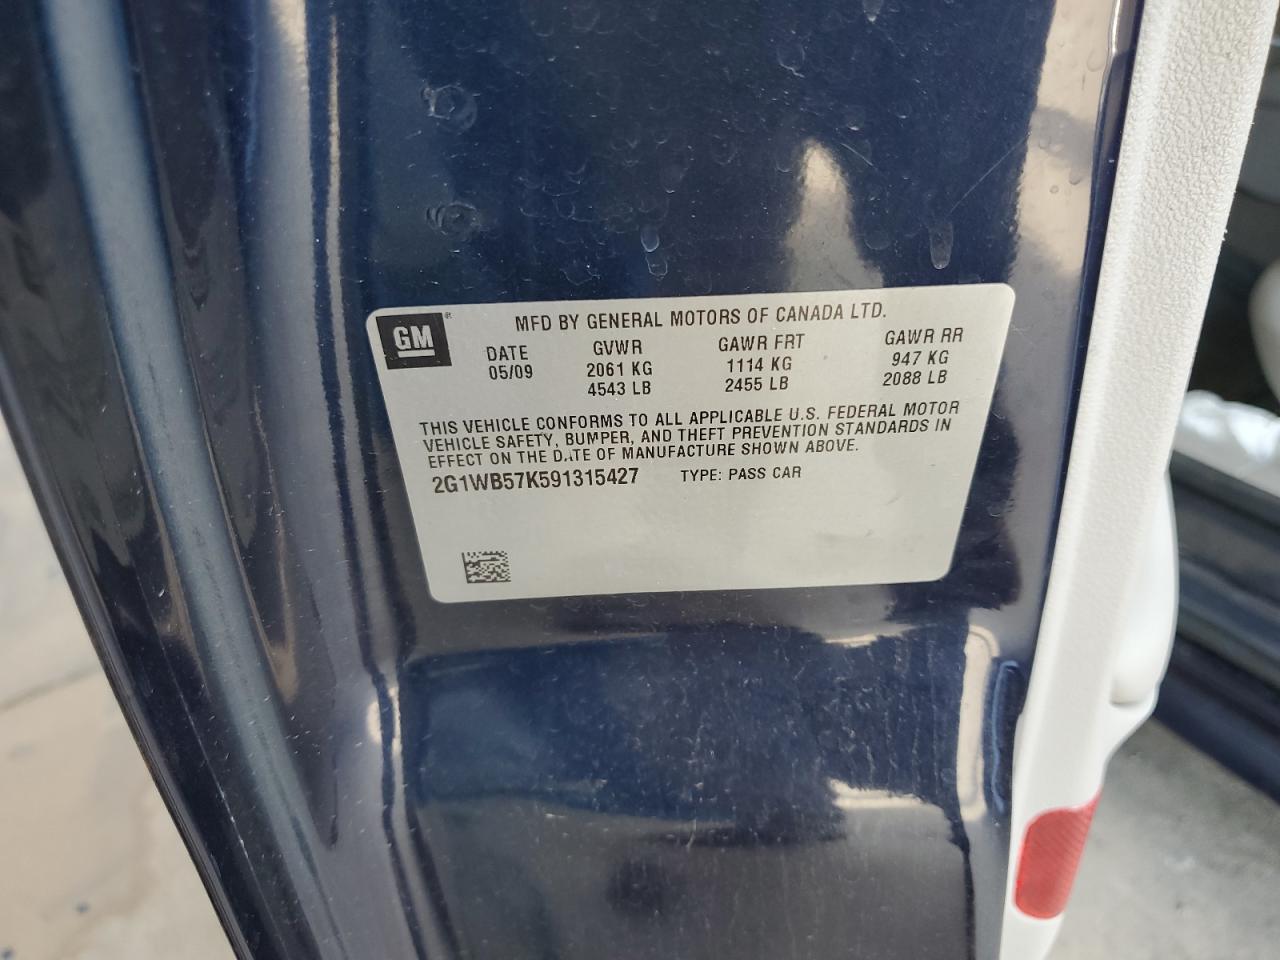 GM®
MFD BY GENERAL MOTORS OF CANADA LTD.
DATE GVWR GAWR FRT GAWR RR
05/09 2061 KG 1114 KG 947 KG
4543 LB 2455 LB 2088 LB
THIS VEHICLE CONFORMS TO ALL APPLICABLE U.S. FEDERAL MOTOR
VEHICLE SAFETY, BUMPER, AND THEFT PREVENTION STANDARDS IN
EFFECT ON THE DATE OF MANUFACTURE SHOWN ABOVE.
2G1WB57K591315427 TYPE: PASS CAR